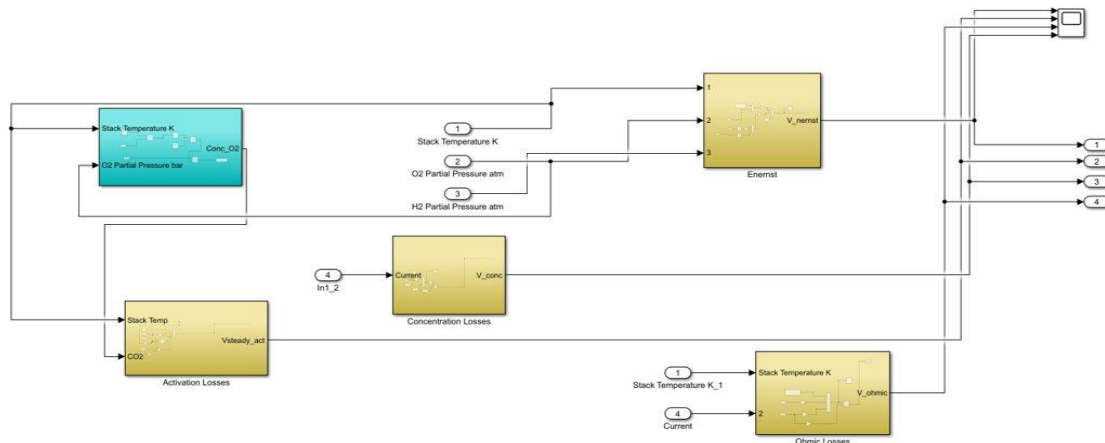 Stack Temperature K
Conc_O2
O2 Partial Pressure bar
1
Stack Temperature K
2
O2 Partial Pressure atm
3
H2 Partial Pressure atm
1
2
3
V_nernst
Enernst
1
2
3
4
4
In1_2
Current
V_conc
Concentration Losses
Stack Temp
Vsteady_act
CO2
Activation Losses
1
Stack Temperature K_1
4
Current
Stack Temperature K
V_ohmic
2
Ohmic Losses